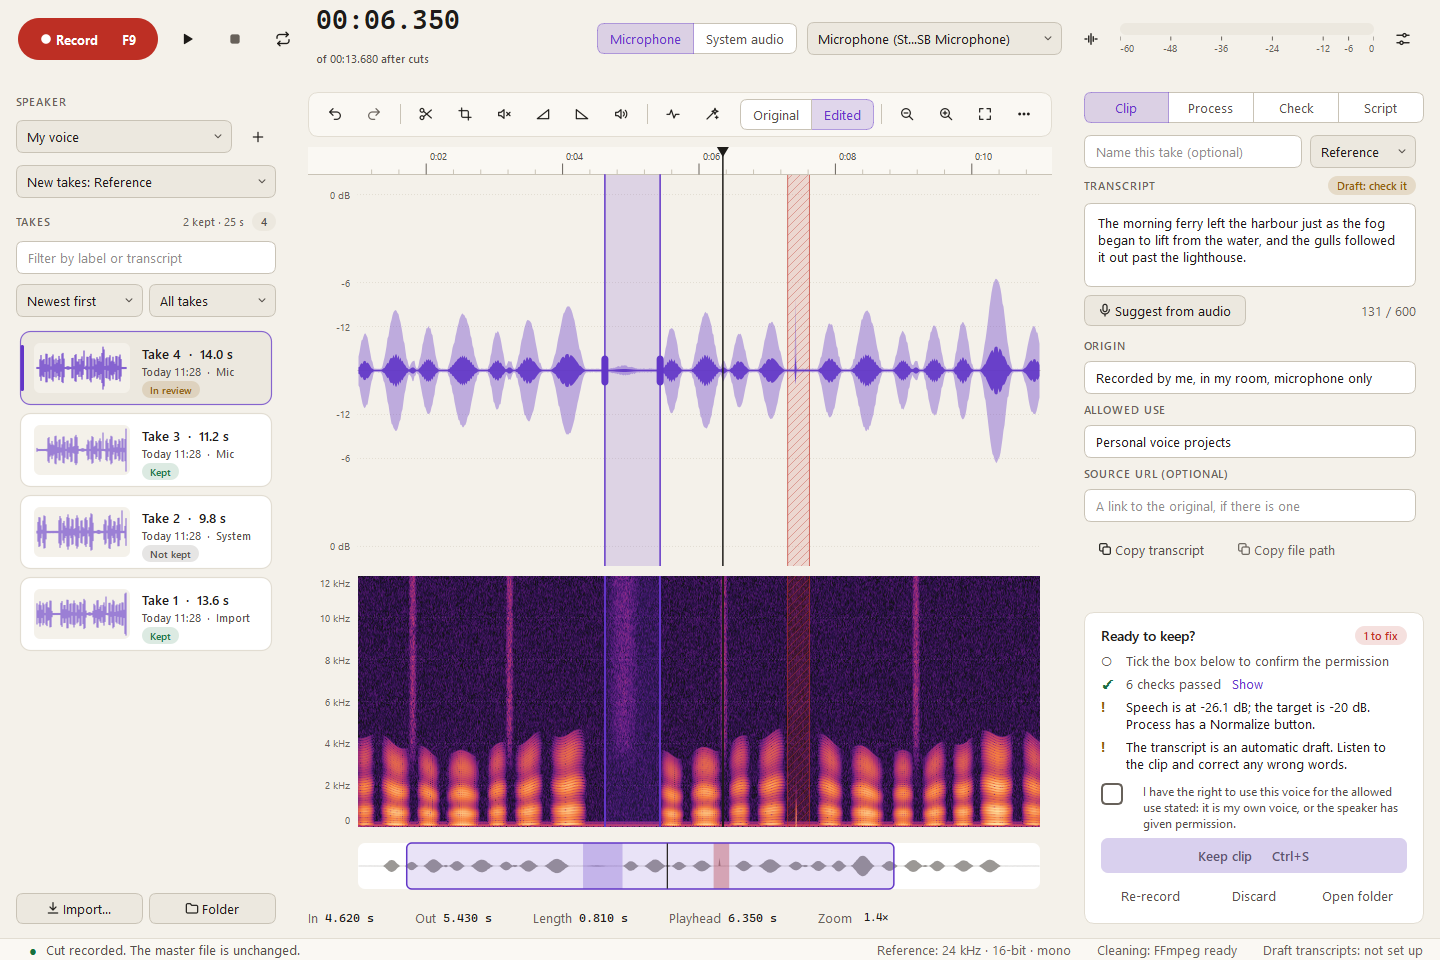 Record F9
00:06.350
of 00:13.680 after cuts
Microphone
System audio
Microphone (St...SB Microphone)
-60 -48 -36 -24 -12 -6 0
SPEAKER
My voice
New takes: Reference
TAKES
2 kept · 25 s
4
Filter by label or transcript
Newest first
All takes
Take 4 · 14.0 s
Today 11:28 · Mic
In review
Take 3 · 11.2 s
Today 11:28 · Mic
Kept
Take 2 · 9.8 s
Today 11:28 · System
Not kept
Take 1 · 13.6 s
Today 11:28 · Import
Kept
Import...
Folder
Original
Edited
0:02 0:04 0:06 0:08 0:10
0 dB
-6
-12
-12
-6
0 dB
12 kHz
10 kHz
8 kHz
6 kHz
4 kHz
2 kHz
0
In 4.620 s
Out 5.430 s
Length 0.810 s
Playhead 6.350 s
Zoom 1.4×
Clip
Process
Check
Script
Name this take (optional)
Reference
TRANSCRIPT
Draft: check it
The morning ferry left the harbour just as the fog
began to lift from the water, and the gulls followed
it out past the lighthouse.
Suggest from audio
131 / 600
ORIGIN
Recorded by me, in my room, microphone only
ALLOWED USE
Personal voice projects
SOURCE URL (OPTIONAL)
A link to the original, if there is one
Copy transcript
Copy file path
Ready to keep?
1 to fix
Tick the box below to confirm the permission
6 checks passed Show
! Speech is at -26.1 dB; the target is -20 dB.
Process has a Normalize button.
! The transcript is an automatic draft. Listen to
the clip and correct any wrong words.
I have the right to use this voice for the allowed
use stated: it is my own voice, or the speaker has
given permission.
Keep clip Ctrl+S
Re-record
Discard
Open folder
Cut recorded. The master file is unchanged.
Reference: 24 kHz · 16-bit · mono
Cleaning: FFmpeg ready
Draft transcripts: not set up